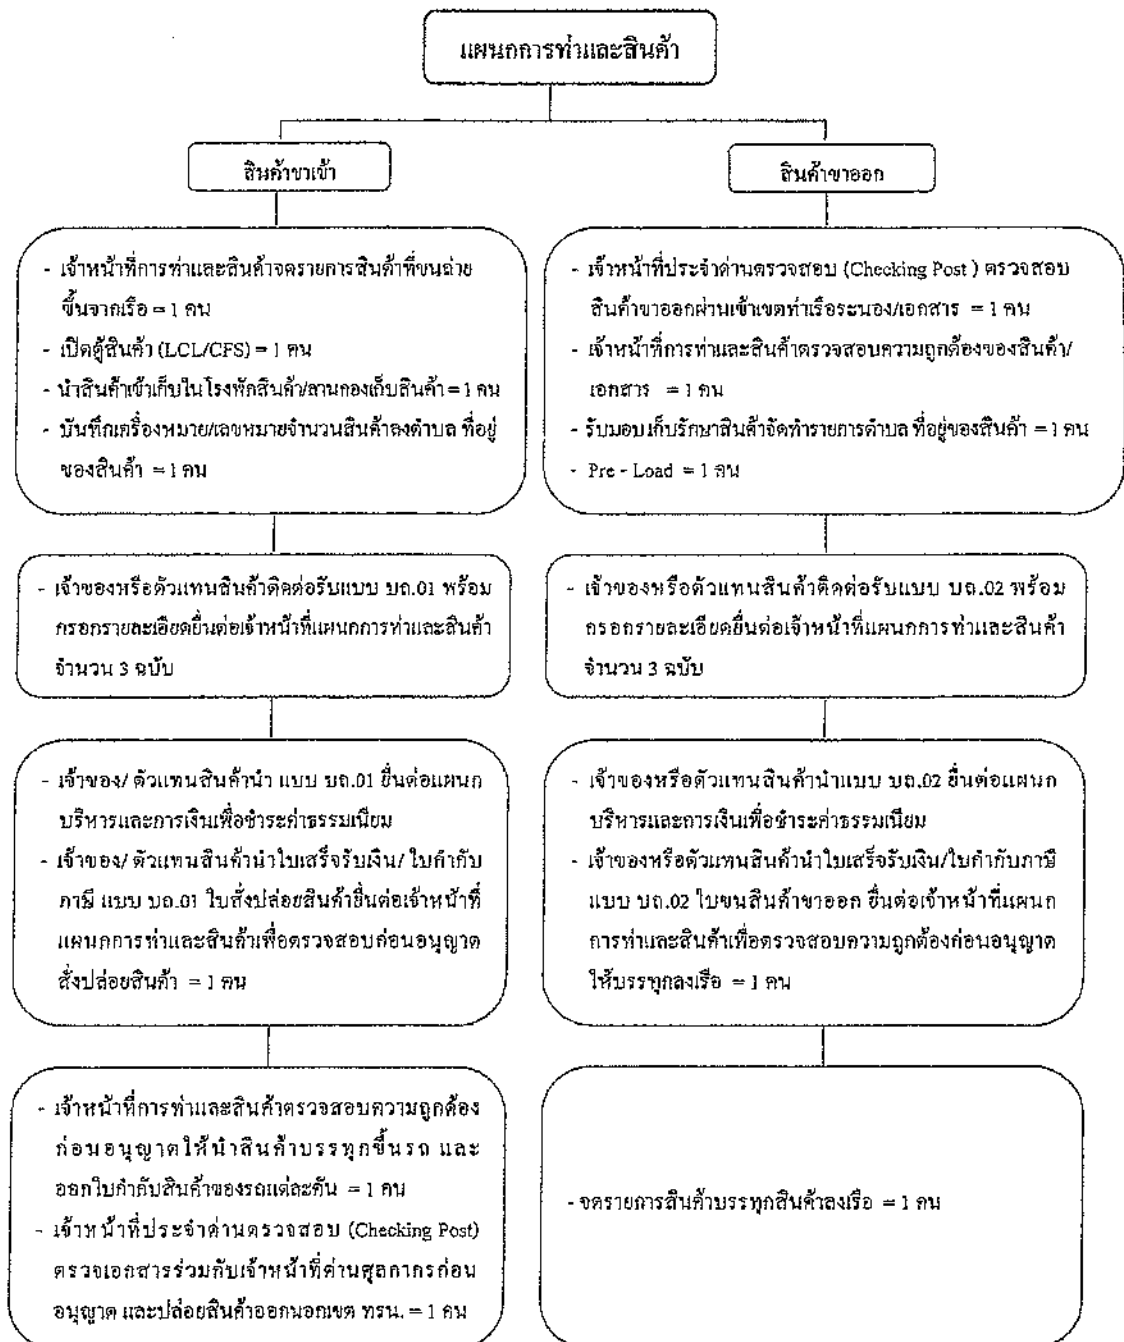 แผนกการท่าและสินค้า
สินค้าขาเข้า
- เจ้าหน้าที่การท่าและสินค้าจดรายการสินค้าที่ขนถ่าย
ขึ้นจากเรือ = 1 คน
- เปิดตู้สินค้า (LCL/CFS) = 1 คน
- นำสินค้าเข้าเก็บในโรงพักสินค้า/ลานกองเก็บสินค้า = 1 คน
- บันทึกเครื่องหมาย/เลขหมายจำนวนสินค้าลงตำบล ที่อยู่
ของสินค้า = 1 คน
- เจ้าของหรือตัวแทนสินค้าติดต่อรับแบบ บถ.01 พร้อม
กรอกรายละเอียดยื่นต่อเจ้าหน้าที่แผนกการท่าและสินค้า
จำนวน 3 ฉบับ
- เจ้าของ/ ตัวแทนสินค้านำ แบบ บถ.01 ยื่นต่อแผนก
บริหารและการเงินเพื่อชำระค่าธรรมเนียม
- เจ้าของ/ ตัวแทนสินค้านำใบเสร็จรับเงิน/ ใบกำกับ
ภาษี แบบ บถ.01 ใบสั่งปล่อยสินค้ายื่นต่อเจ้าหน้าที่
แผนกการท่าและสินค้าเพื่อตรวจสอบก่อนอนุญาต
สั่งปล่อยสินค้า = 1 คน
- เจ้าหน้าที่การท่าและสินค้าตรวจสอบความถูกต้อง
ก่อนอนุญาตให้นำสินค้าบรรทุกขึ้นรถ และ
ออกใบกำกับสินค้าของรถแต่ละคัน = 1 คน
- เจ้าหน้าที่ประจำด่านตรวจสอบ (Checking Post)
ตรวจเอกสารร่วมกับเจ้าหน้าที่ด่านศุลกากรก่อน
อนุญาต และปล่อยสินค้าออกนอกเขต ทรน. = 1 คน
สินค้าขาออก
- เจ้าหน้าที่ประจำด่านตรวจสอบ (Checking Post ) ตรวจสอบ
สินค้าขาออกผ่านเข้าเขตท่าเรือระนอง/เอกสาร = 1 คน
- เจ้าหน้าที่การท่าและสินค้าตรวจสอบความถูกต้องของสินค้า/
เอกสาร = 1 คน
- รับมอบเก็บรักษาสินค้าจัดทำรายการตำบล ที่อยู่ของสินค้า = 1 คน
- Pre - Load = 1 คน
- เจ้าของหรือตัวแทนสินค้าติดต่อรับแบบ บถ.02 พร้อม
กรอกรายละเอียดยื่นต่อเจ้าหน้าที่แผนกการท่าและสินค้า
จำนวน 3 ฉบับ
- เจ้าของหรือตัวแทนสินค้านำแบบ บถ.02 ยื่นต่อแผนก
บริหารและการเงินเพื่อชำระค่าธรรมเนียม
- เจ้าของหรือตัวแทนสินค้านำใบเสร็จรับเงิน/ใบกำกับภาษี
แบบ บถ.02 ใบขนสินค้าขาออก ยื่นต่อเจ้าหน้าที่แผนก
การท่าและสินค้าเพื่อตรวจสอบความถูกต้องก่อนอนุญาต
ให้บรรทุกลงเรือ = 1 คน
- จดรายการสินค้าบรรทุกสินค้าลงเรือ = 1 คน